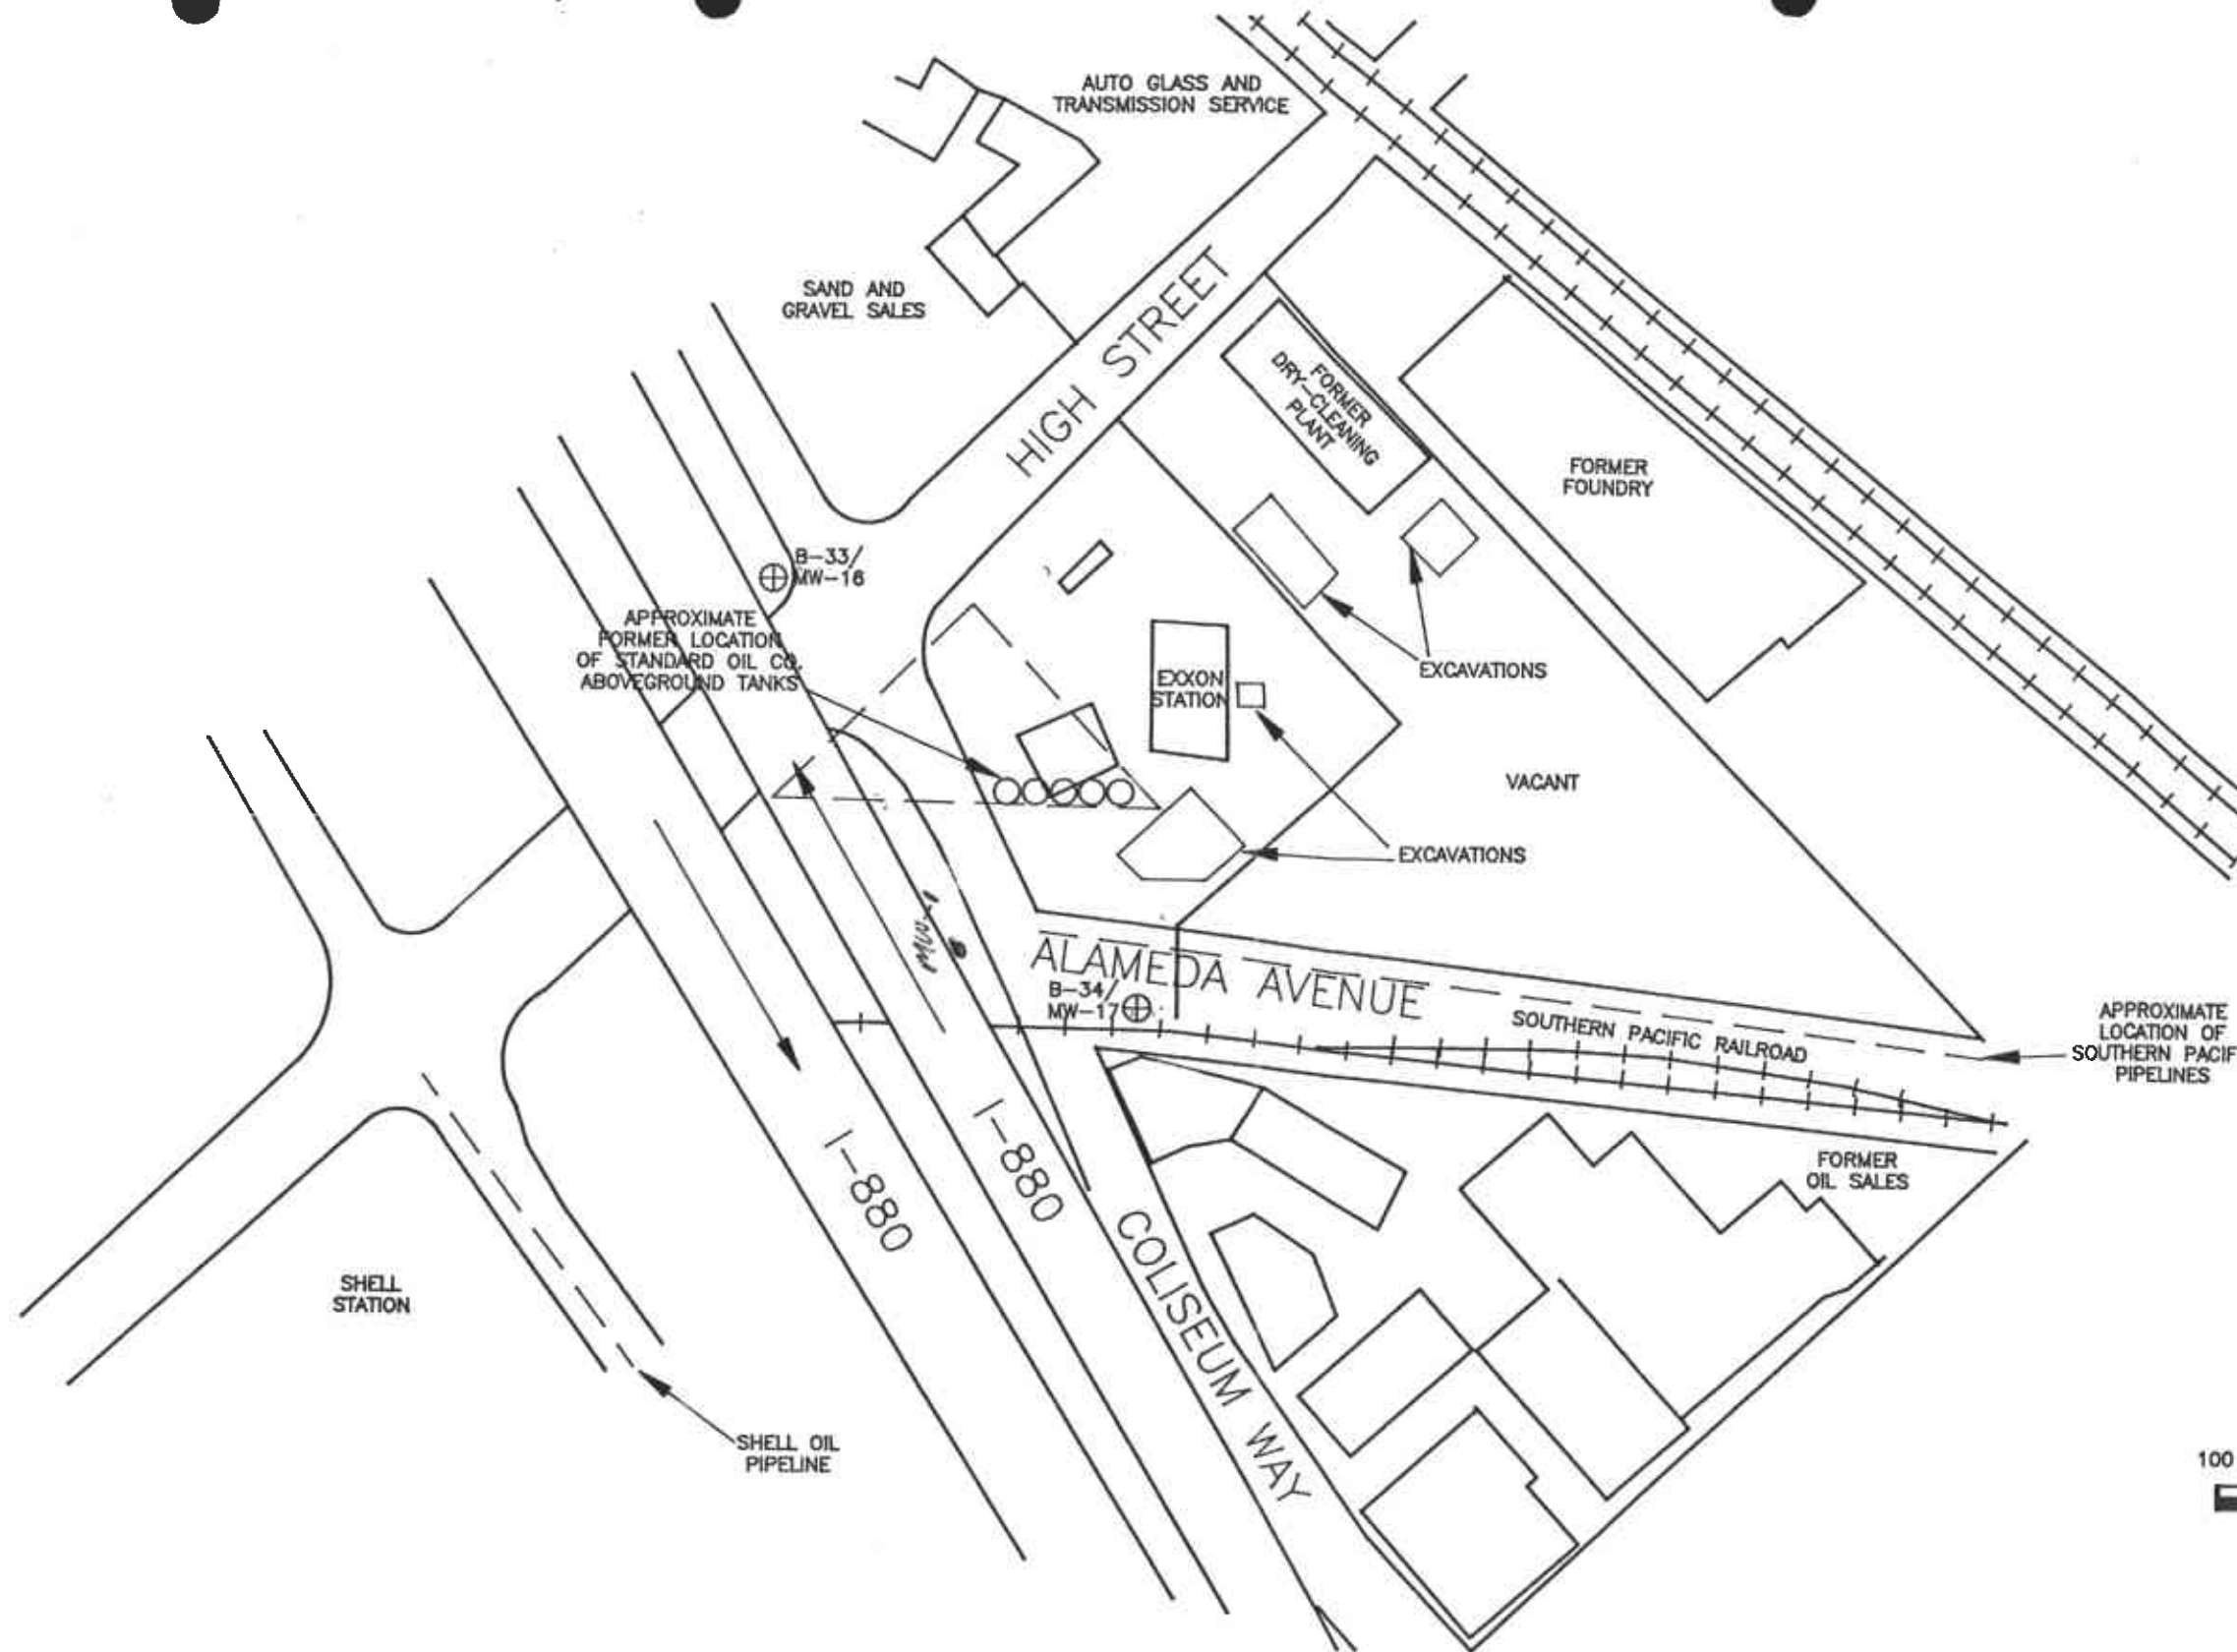 AUTO GLASS AND
TRANSMISSION SERVICE
SAND AND
GRAVEL SALES
HIGH STREET
FORMER
DRY-CLEANING
PLANT
FORMER
FOUNDRY
B-33/
MW-16
APPROXIMATE
FORMER LOCATION
OF STANDARD OIL CO.
ABOVEGROUND TANKS
EXXON
STATION
EXCAVATIONS
VACANT
EXCAVATIONS
ALAMEDA AVENUE
B-34/
MW-17
SOUTHERN PACIFIC RAILROAD
APPROXIMATE
LOCATION OF
SOUTHERN PACIF
PIPELINES
I-880
I-880
FORMER
OIL SALES
COLISEUM WAY
SHELL
STATION
SHELL OIL
PIPELINE
100